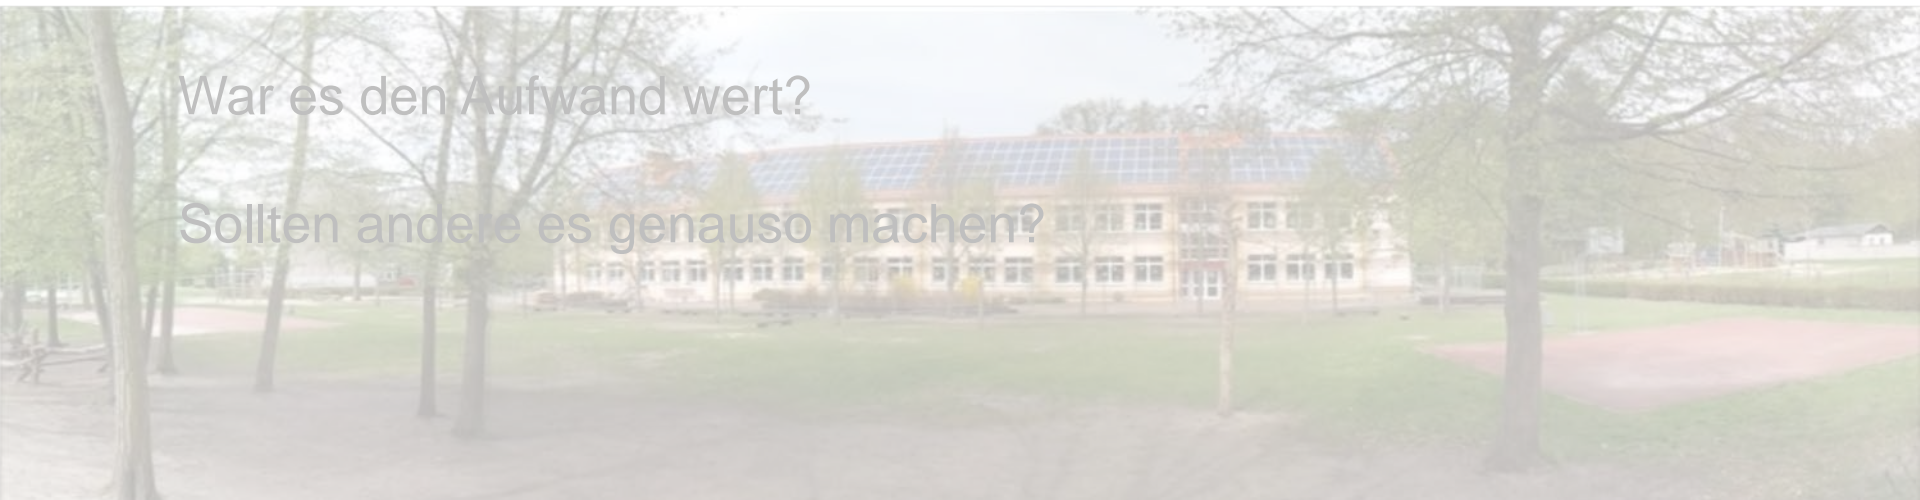 War es den Aufwand wert?
Sollten andere es genauso machen?